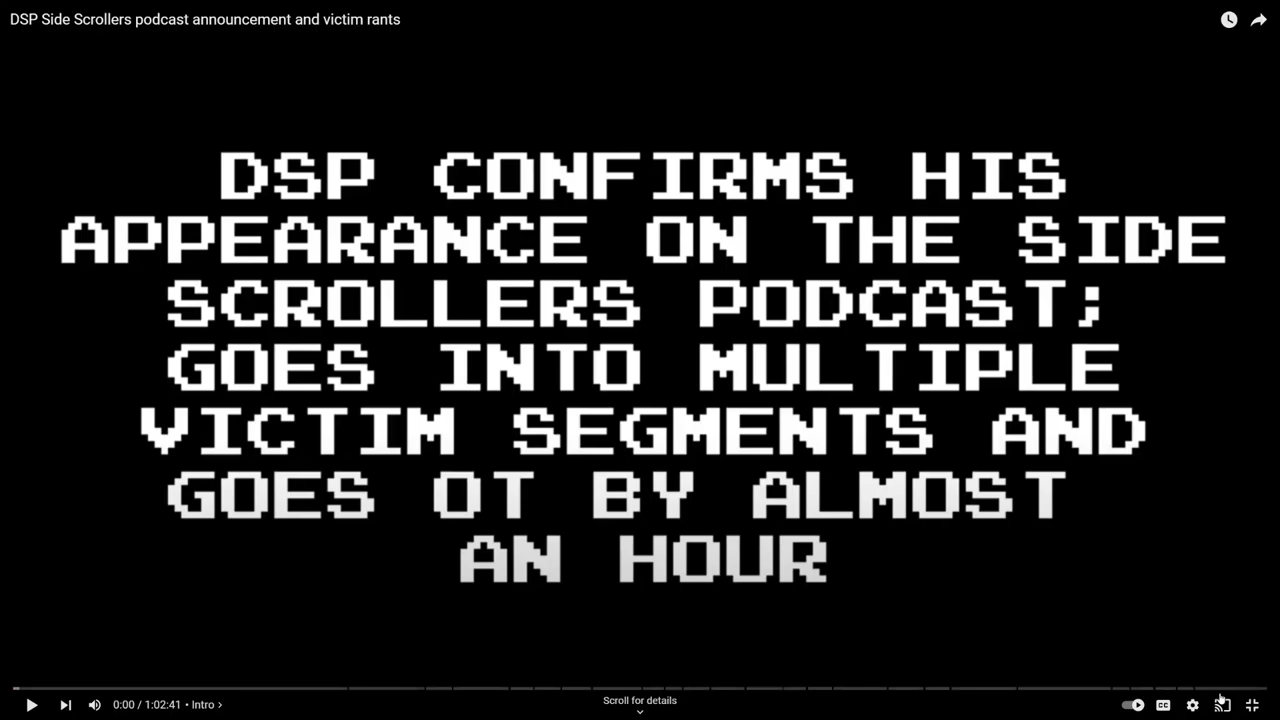 DSP Side Scrollers podcast announcement and victim rants
DSP CONFIRMS HIS
APPEARANCE ON THE SIDE
SCROLLERS PODCAST;
GOES INTO MULTIPLE
VICTIM SEGMENTS AND
GOES OT BY ALMOST
AN HOUR
0:00 / 1:02:41 • Intro ›
Scroll for details
CC